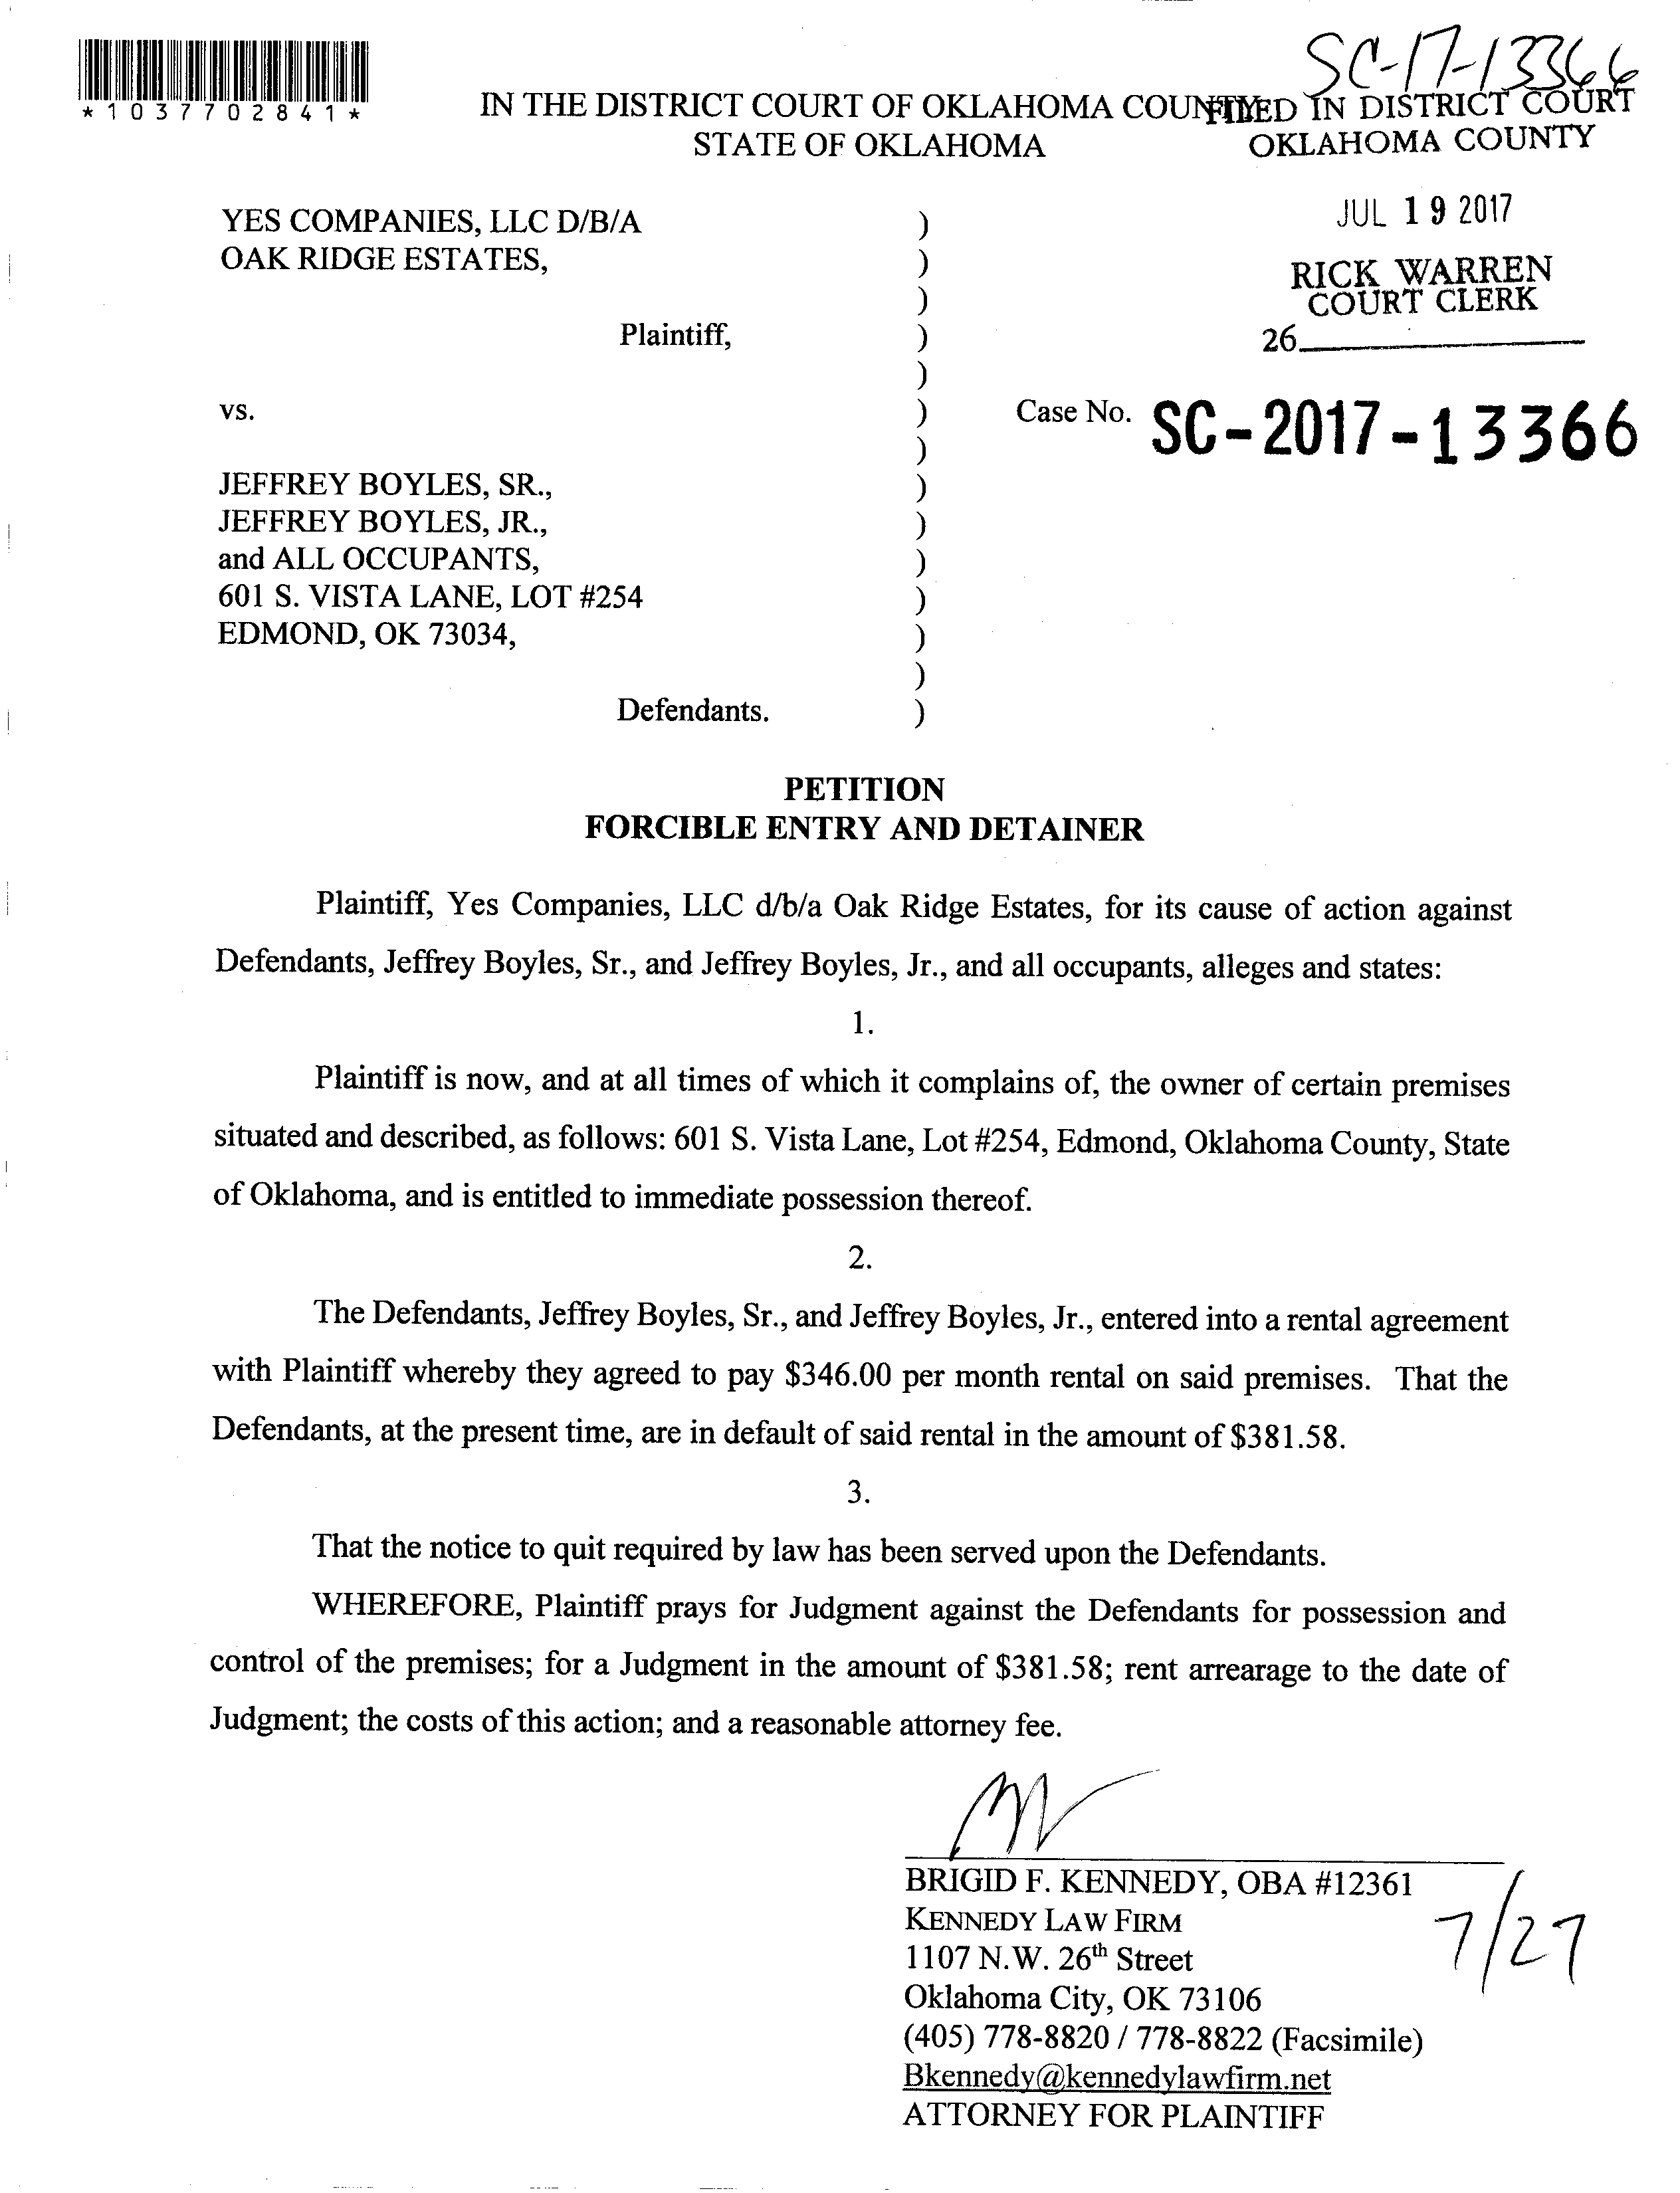 SC-17-13366
*1037702841*
IN THE DISTRICT COURT OF OKLAHOMA COUNTY
STATE OF OKLAHOMA
FILED IN DISTRICT COURT
OKLAHOMA COUNTY
JUL 19 2017
RICK WARREN
COURT CLERK
26
YES COMPANIES, LLC D/B/A )
OAK RIDGE ESTATES, )
)
Plaintiff, )
)
vs. ) Case No. SC-2017-13366
)
JEFFREY BOYLES, SR., )
JEFFREY BOYLES, JR., )
and ALL OCCUPANTS, )
601 S. VISTA LANE, LOT #254 )
EDMOND, OK 73034, )
)
Defendants. )
PETITION
FORCIBLE ENTRY AND DETAINER
Plaintiff, Yes Companies, LLC d/b/a Oak Ridge Estates, for its cause of action against
Defendants, Jeffrey Boyles, Sr., and Jeffrey Boyles, Jr., and all occupants, alleges and states:
1.
Plaintiff is now, and at all times of which it complains of, the owner of certain premises
situated and described, as follows: 601 S. Vista Lane, Lot #254, Edmond, Oklahoma County, State
of Oklahoma, and is entitled to immediate possession thereof.
2.
The Defendants, Jeffrey Boyles, Sr., and Jeffrey Boyles, Jr., entered into a rental agreement
with Plaintiff whereby they agreed to pay $346.00 per month rental on said premises. That the
Defendants, at the present time, are in default of said rental in the amount of $381.58.
3.
That the notice to quit required by law has been served upon the Defendants.
WHEREFORE, Plaintiff prays for Judgment against the Defendants for possession and
control of the premises; for a Judgment in the amount of $381.58; rent arrearage to the date of
Judgment; the costs of this action; and a reasonable attorney fee.
BRIGID F. KENNEDY, OBA #12361
KENNEDY LAW FIRM
1107 N.W. 26th Street
7/27
Oklahoma City, OK 73106
(405) 778-8820 / 778-8822 (Facsimile)
Bkennedy@kennedylawfirm.net
ATTORNEY FOR PLAINTIFF